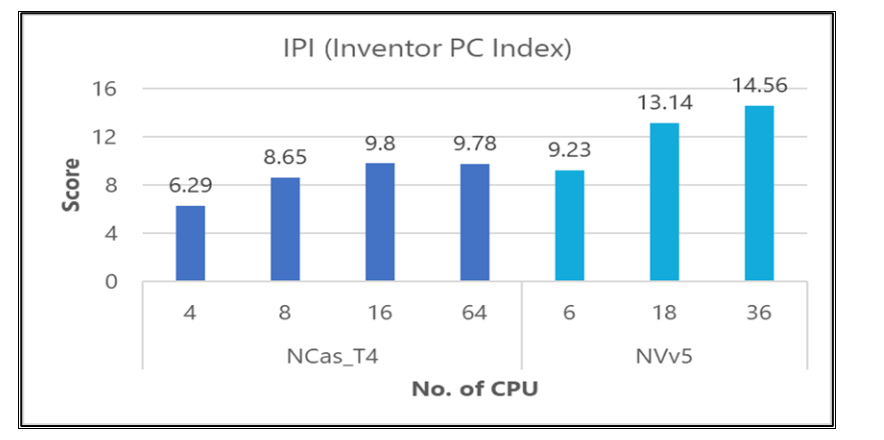 IPI (Inventor PC Index)
16
12
8
4
0
Score
6.29
8.65
9.8
9.78
9.23
13.14
14.56
4 8 16 64 6 18 36
NCas_T4 NVv5
No. of CPU